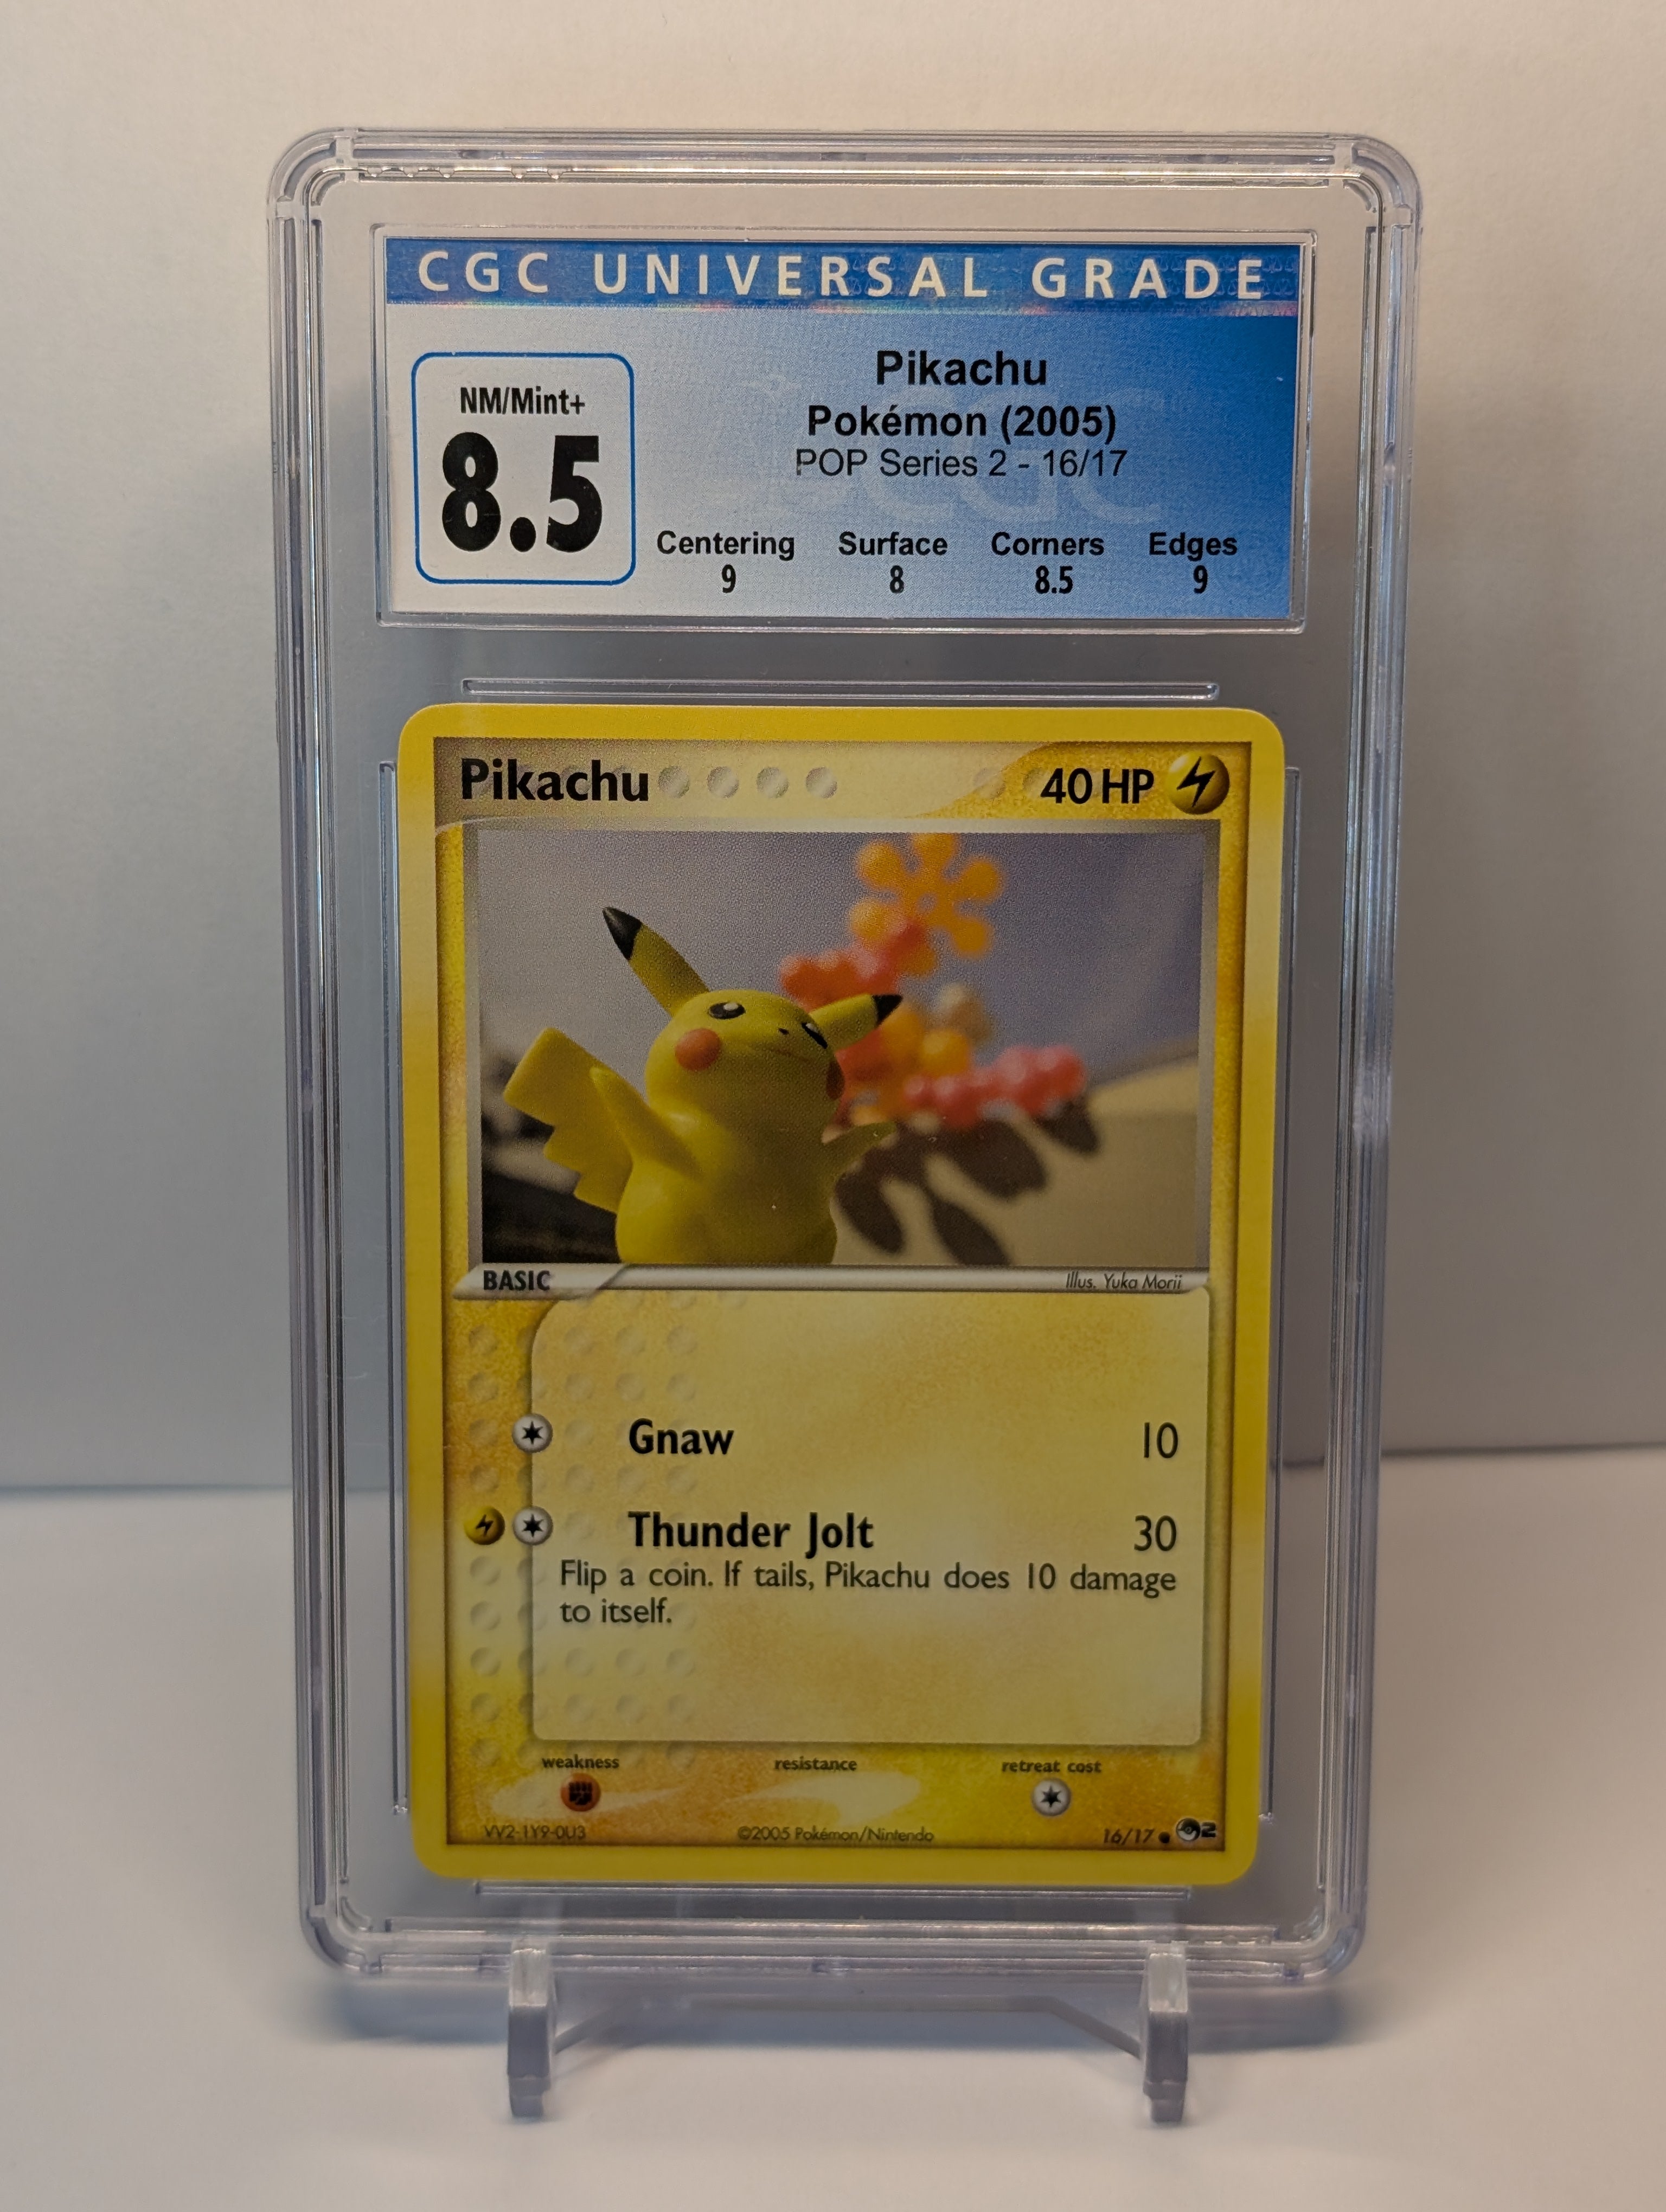 CGC UNIVERSAL GRADE
NM/Mint+
8.5
Pikachu
Pokémon (2005)
POP Series 2 - 16/17
Centering Surface Corners Edges
9 8 8.5 9
Pikachu 40 HP
BASIC Illus. Yuka Morii
Gnaw 10
Thunder Jolt 30
Flip a coin. If tails, Pikachu does 10 damage
to itself.
weakness resistance retreat cost
VV2-1Y9-0U3 ©2005 Pokémon/Nintendo 16/17 2